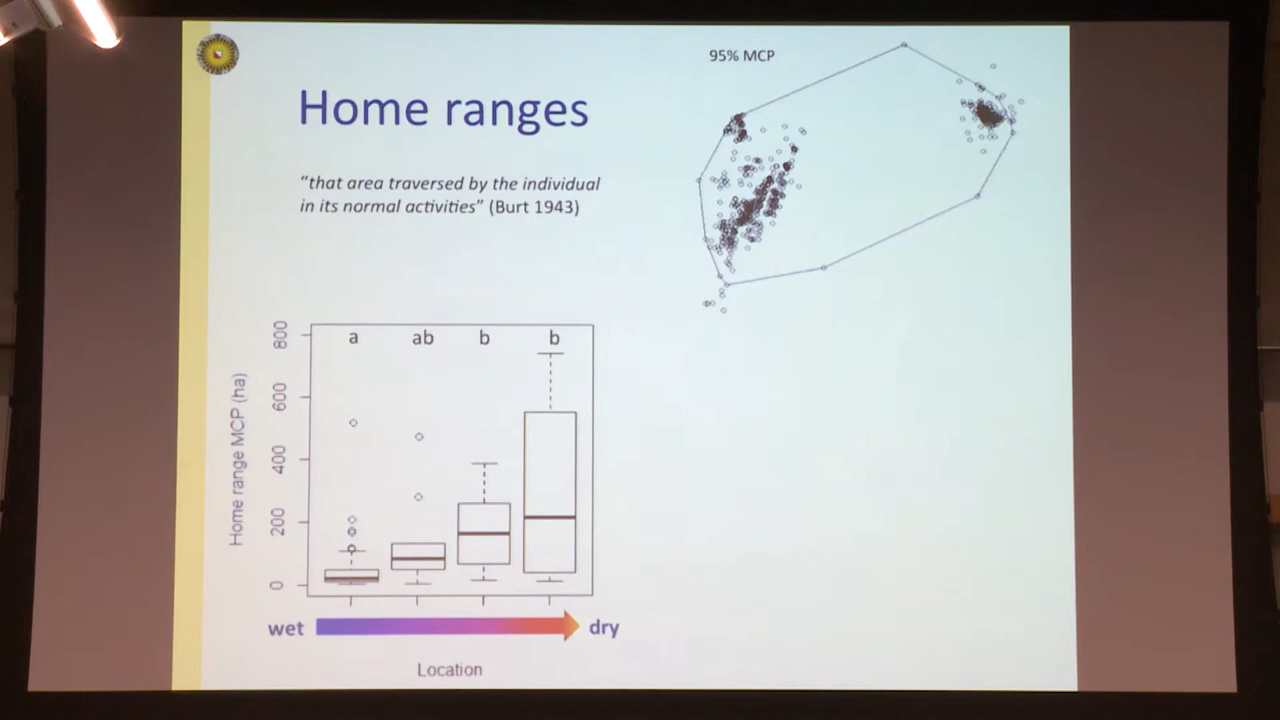 95% MCP
Home ranges
“that area traversed by the individual
in its normal activities” (Burt 1943)
Home range MCP (ha)
800
600
400
200
0
a ab b b
wet dry
Location